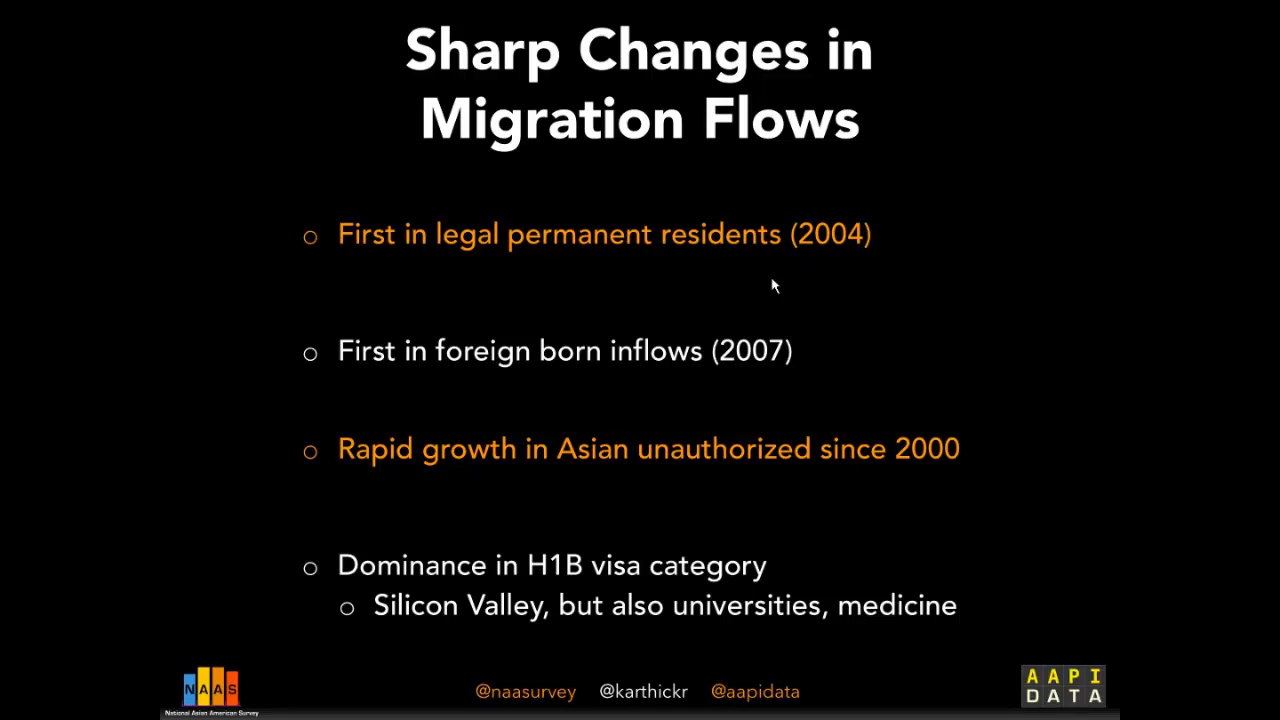 Sharp Changes in
Migration Flows
o First in legal permanent residents (2004)
o First in foreign born inflows (2007)
o Rapid growth in Asian unauthorized since 2000
o Dominance in H1B visa category
o Silicon Valley, but also universities, medicine
NAAS
National Asian American Survey
@naasurvey @karthickr @aapidata
AAPI
DATA